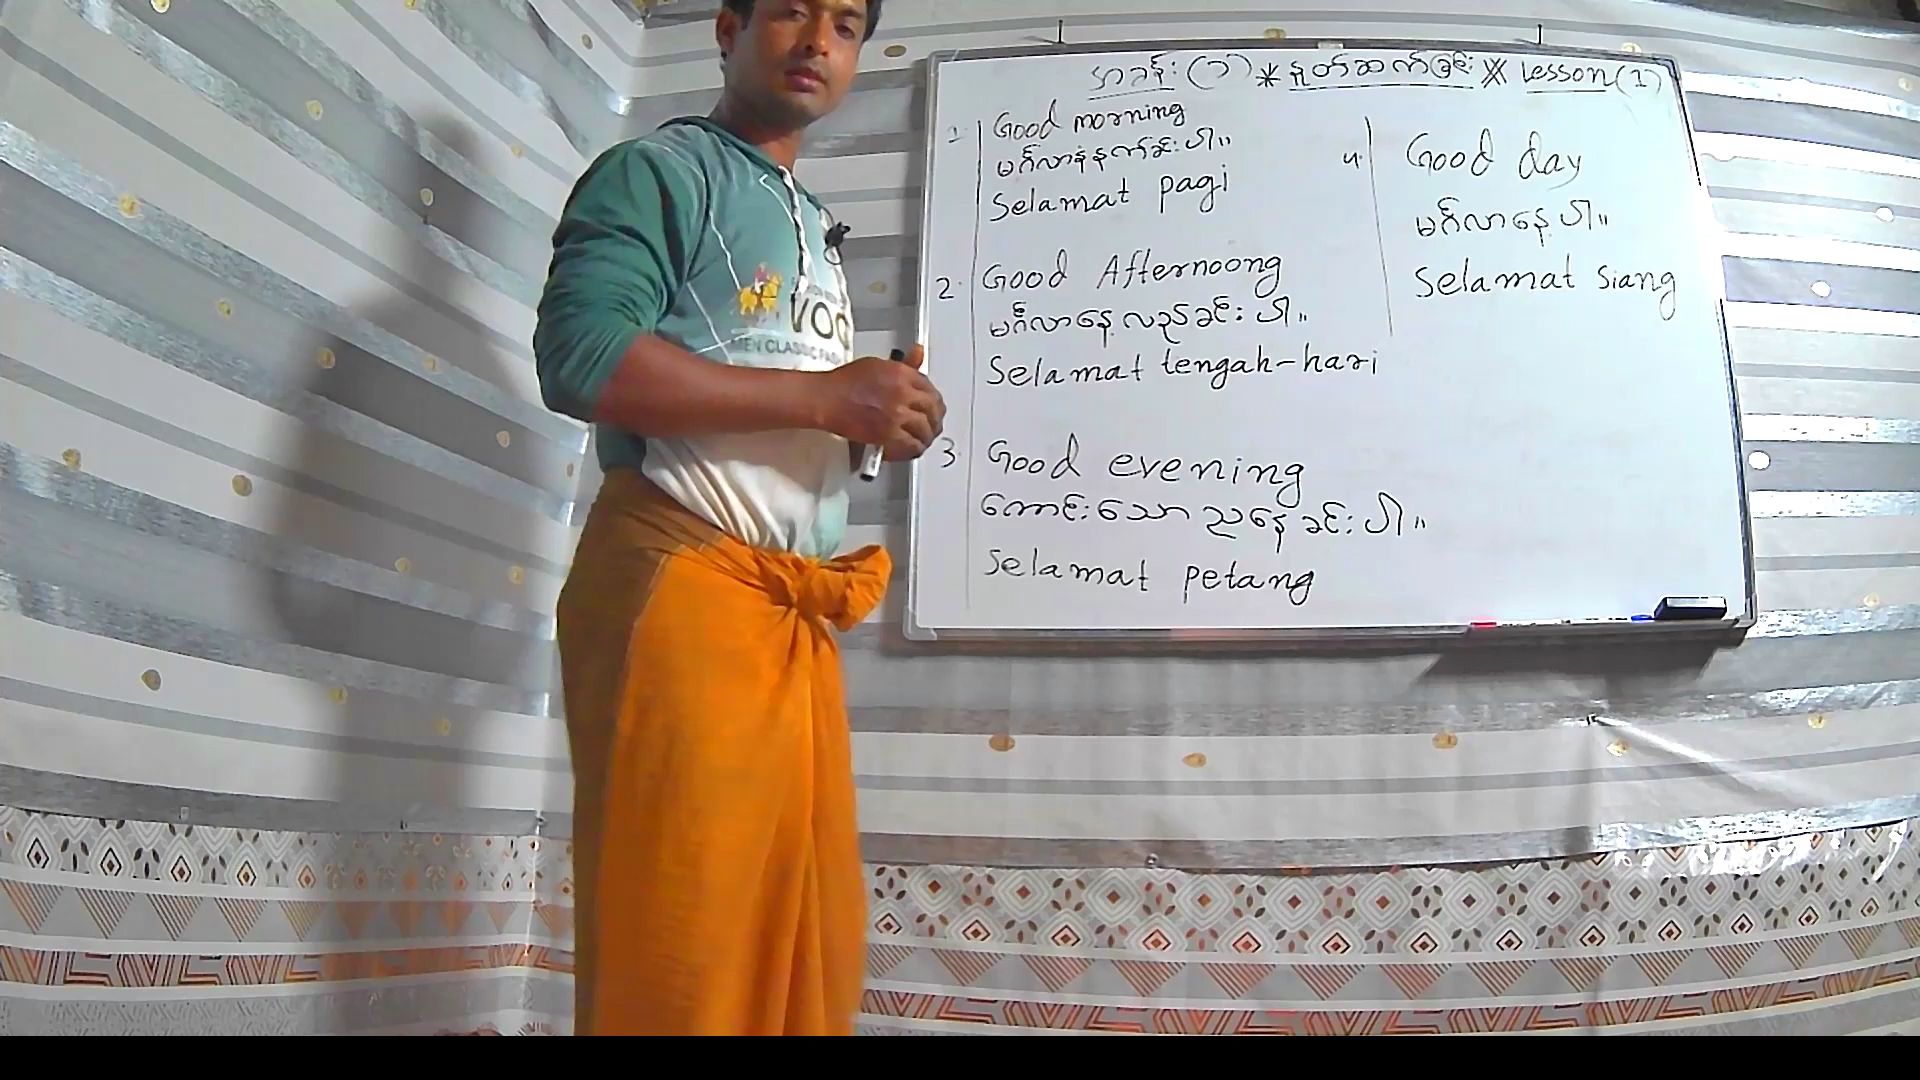 အခန်း (၁) * နှုတ်ဆက်ခြင်း * Lesson (1)
1. Good morning
မင်္ဂလာနံနက်ခင်းပါ။
Selamat pagi
2. Good Afternoong
မင်္ဂလာနေ့လည်ခင်းပါ။
Selamat tengah-hari
3 Good evening
ကောင်းသောညနေခင်းပါ။
Selamat petang
4. Good day
မင်္ဂလာနေ့ပါ။
Selamat siang
MEN CLASSIC